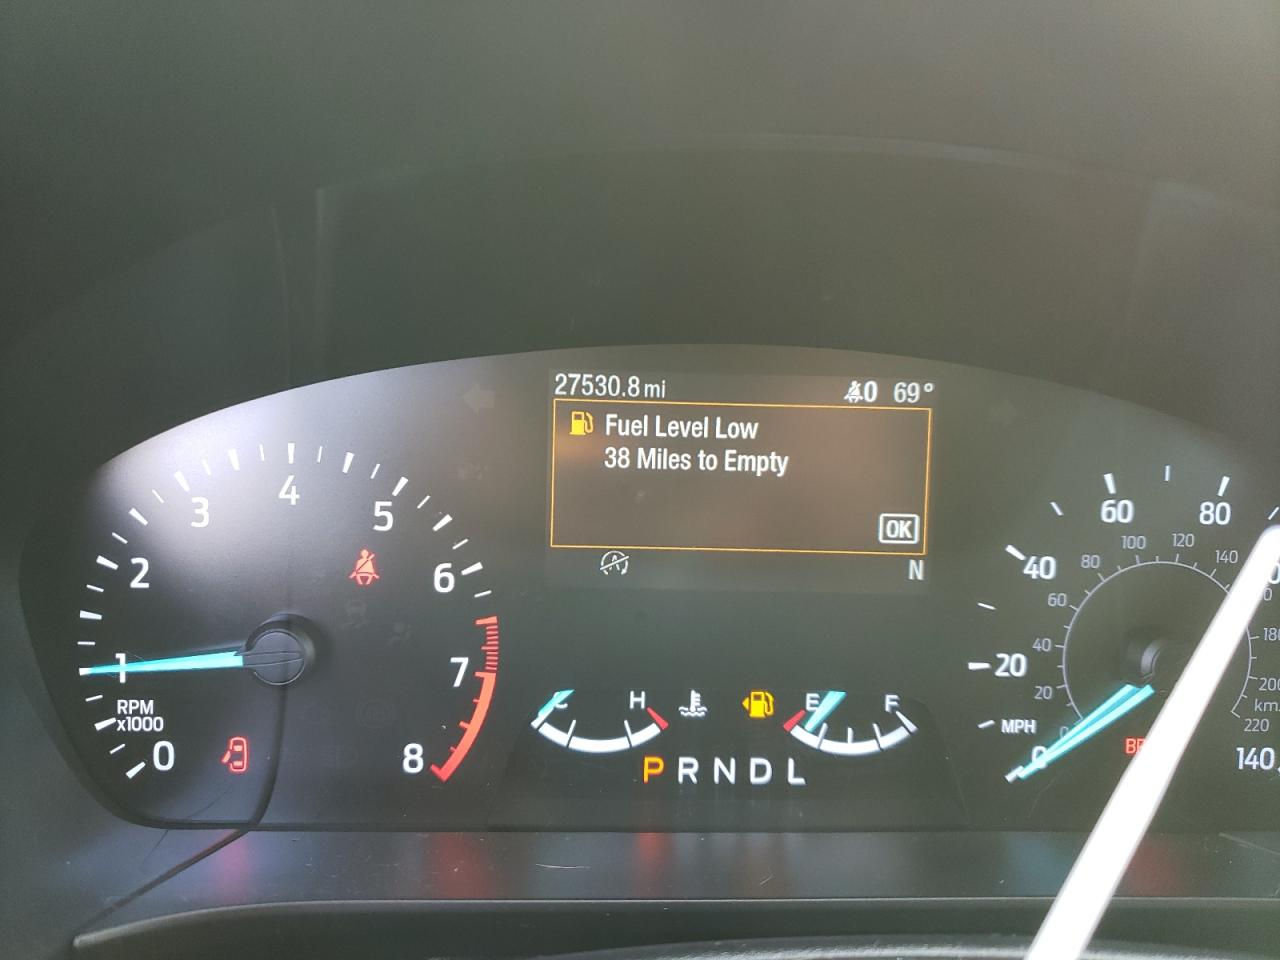 27530.8 mi 0 69°
Fuel Level Low
38 Miles to Empty
OK
N
0 1 2 3 4 5 6 7 8
RPM
x1000
H
E F
P R N D L
0 20 40 60 80 140
MPH
20 40 60 80 100 120 140 200 220